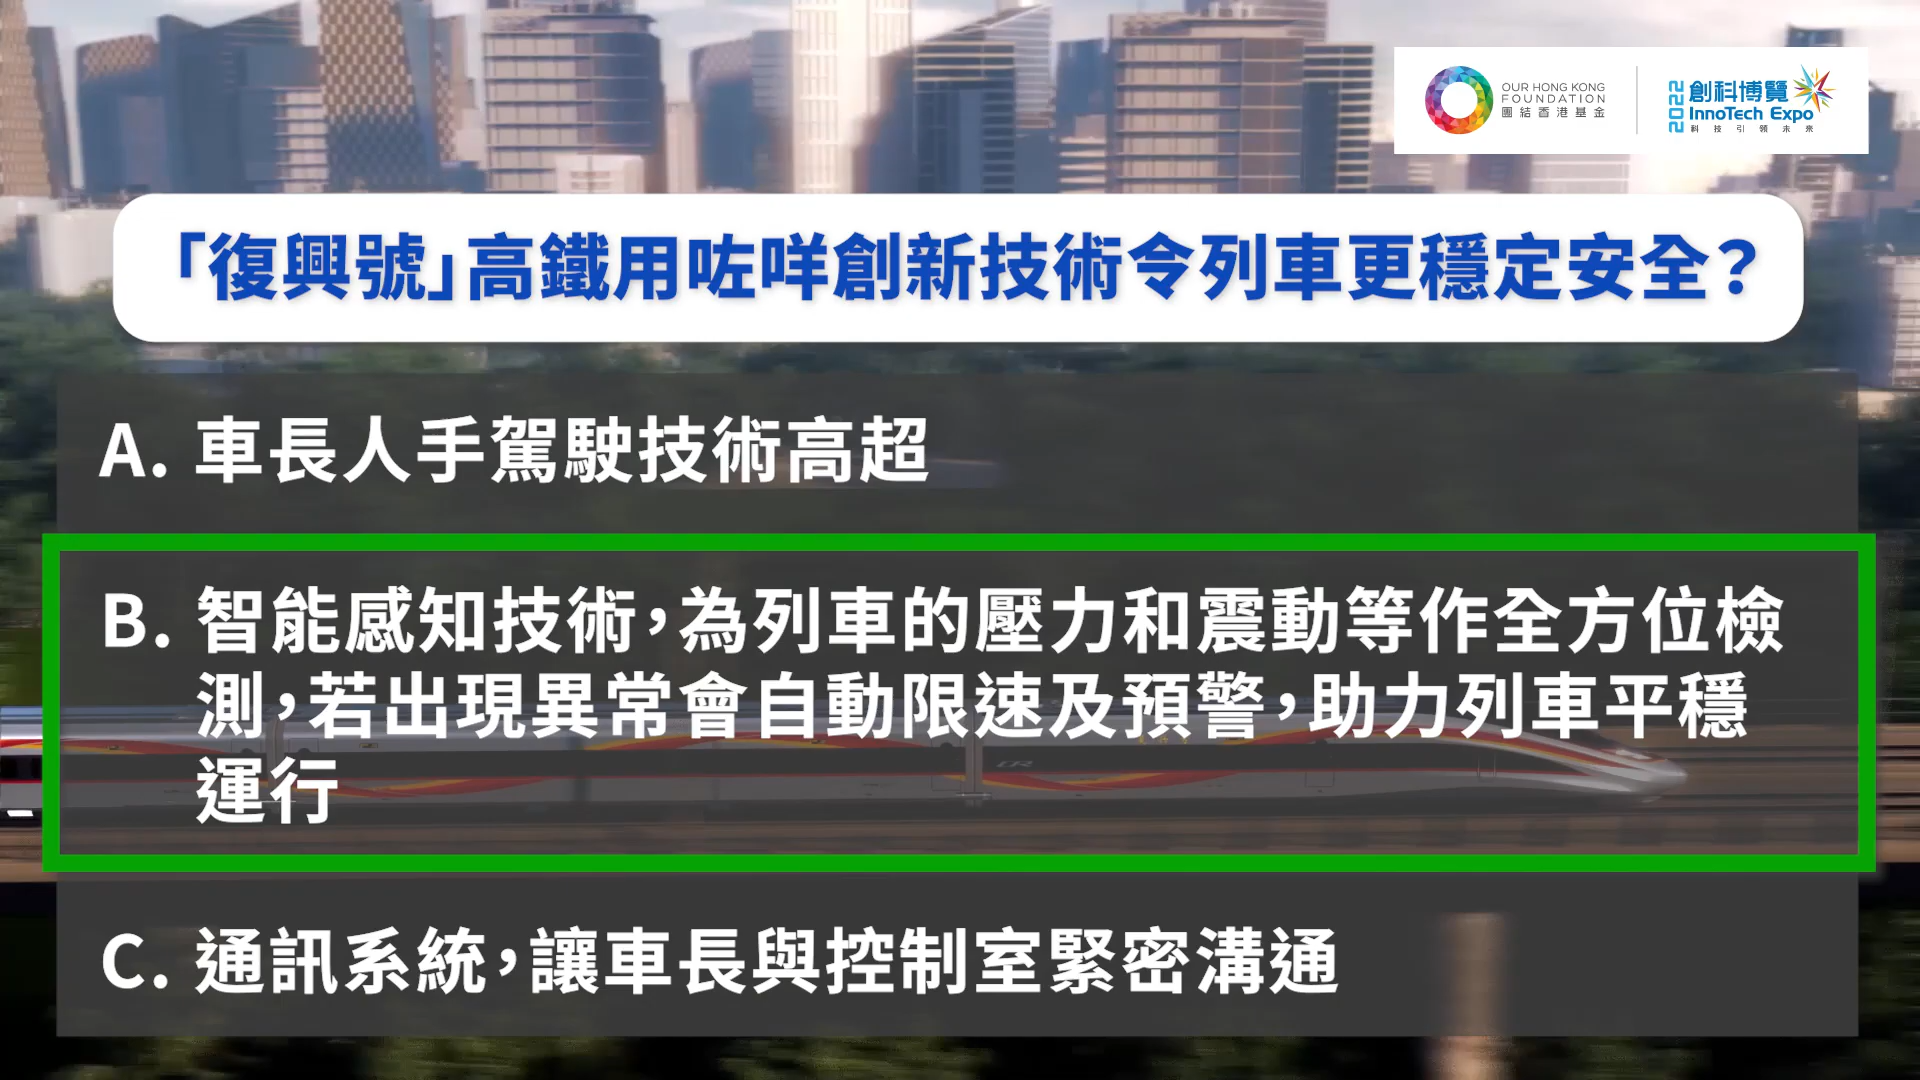 OUR HONG KONG
FOUNDATION
團結香港基金
2022
創科博覽
InnoTech Expo
科技引領未來
「復興號」高鐵用咗咩創新技術令列車更穩定安全？
A. 車長人手駕駛技術高超
B. 智能感知技術，為列車的壓力和震動等作全方位檢
測，若出現異常會自動限速及預警，助力列車平穩
運行
C. 通訊系統，讓車長與控制室緊密溝通
CR